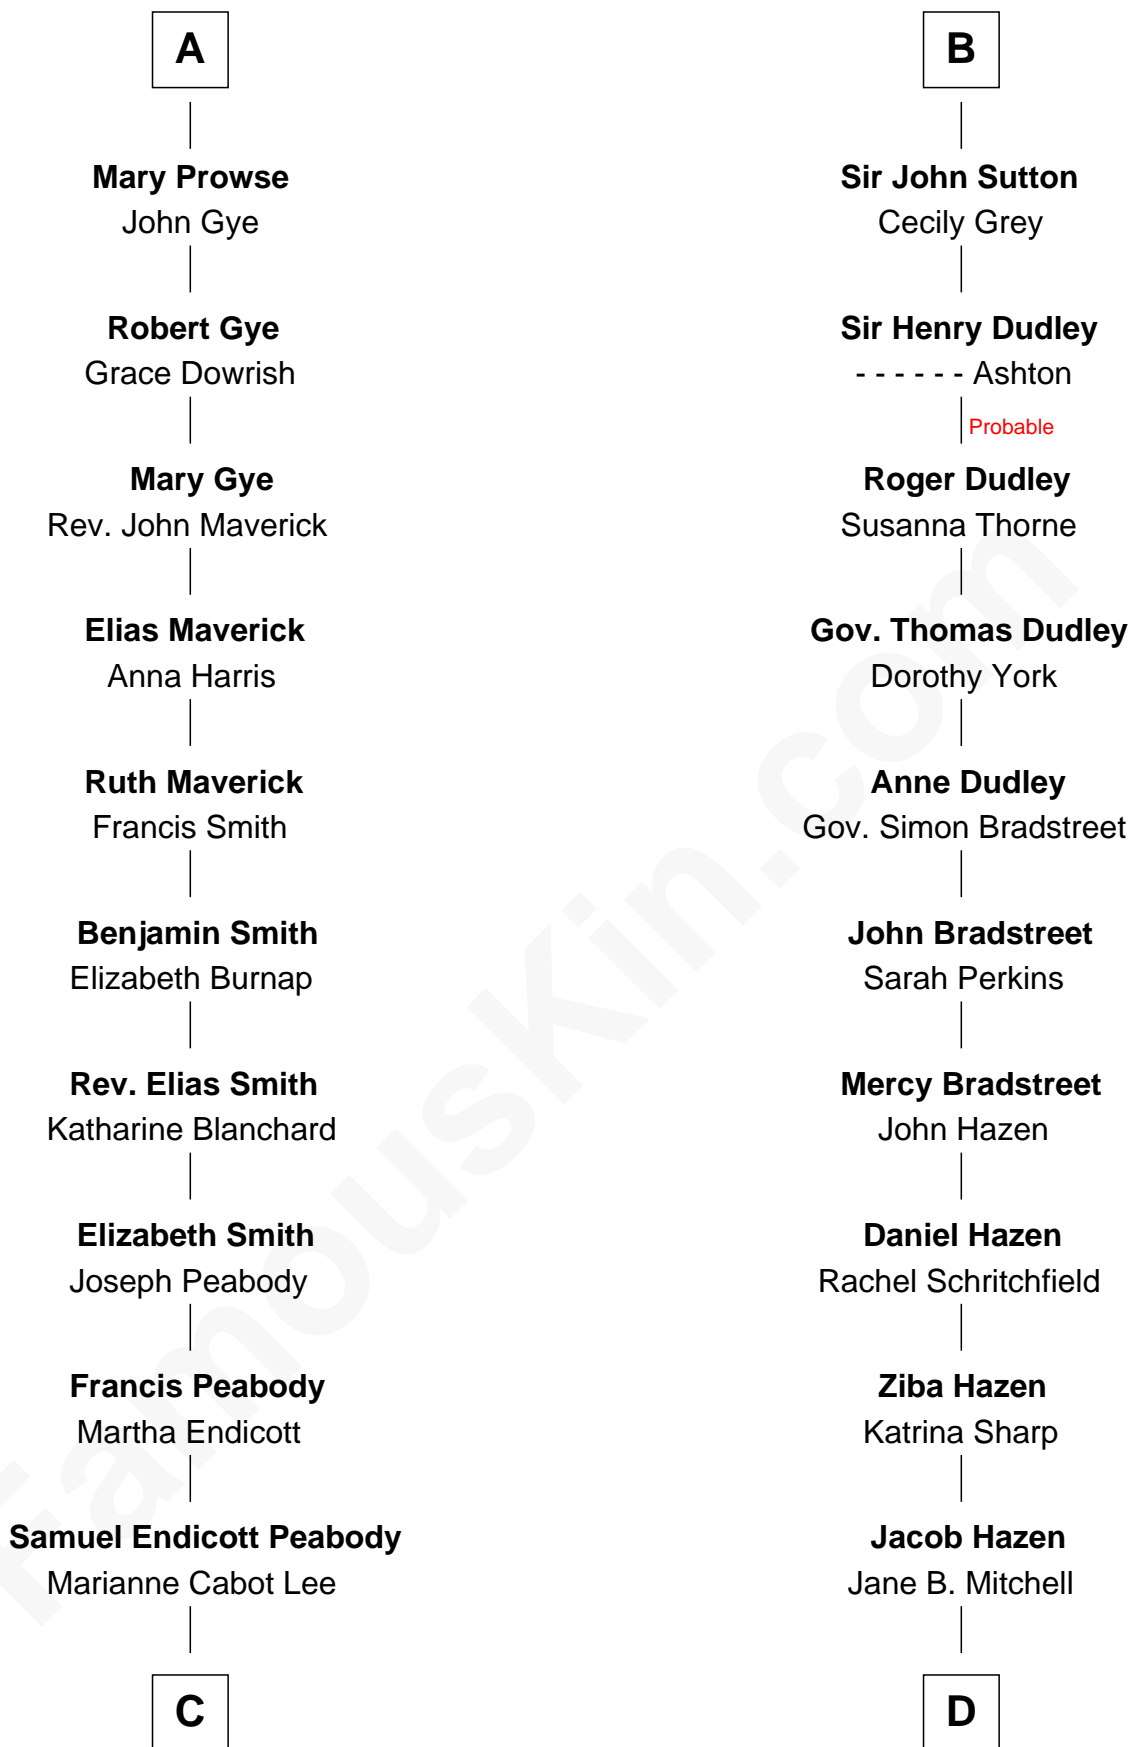 A
Mary Prowse
John Gye
Robert Gye
Grace Dowrish
Mary Gye
Rev. John Maverick
Elias Maverick
Anna Harris
Ruth Maverick
Francis Smith
Benjamin Smith
Elizabeth Burnap
Rev. Elias Smith
Katharine Blanchard
Elizabeth Smith
Joseph Peabody
Francis Peabody
Martha Endicott
Samuel Endicott Peabody
Marianne Cabot Lee
C
B
Sir John Sutton
Cecily Grey
Sir Henry Dudley
- - - - - - Ashton
Probable
Roger Dudley
Susanna Thorne
Gov. Thomas Dudley
Dorothy York
Anne Dudley
Gov. Simon Bradstreet
John Bradstreet
Sarah Perkins
Mercy Bradstreet
John Hazen
Daniel Hazen
Rachel Schritchfield
Ziba Hazen
Katrina Sharp
Jacob Hazen
Jane B. Mitchell
D
FamousKin.com